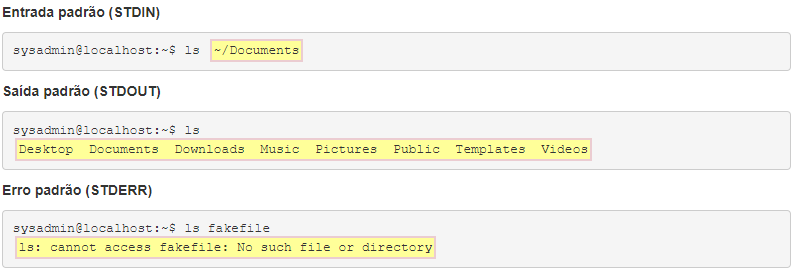 Entrada padrão (STDIN)
sysadmin@localhost:~$ ls ~/Documents
Saída padrão (STDOUT)
sysadmin@localhost:~$ ls
Desktop  Documents  Downloads  Music  Pictures  Public  Templates  Videos
Erro padrão (STDERR)
sysadmin@localhost:~$ ls fakefile
ls: cannot access fakefile: No such file or directory